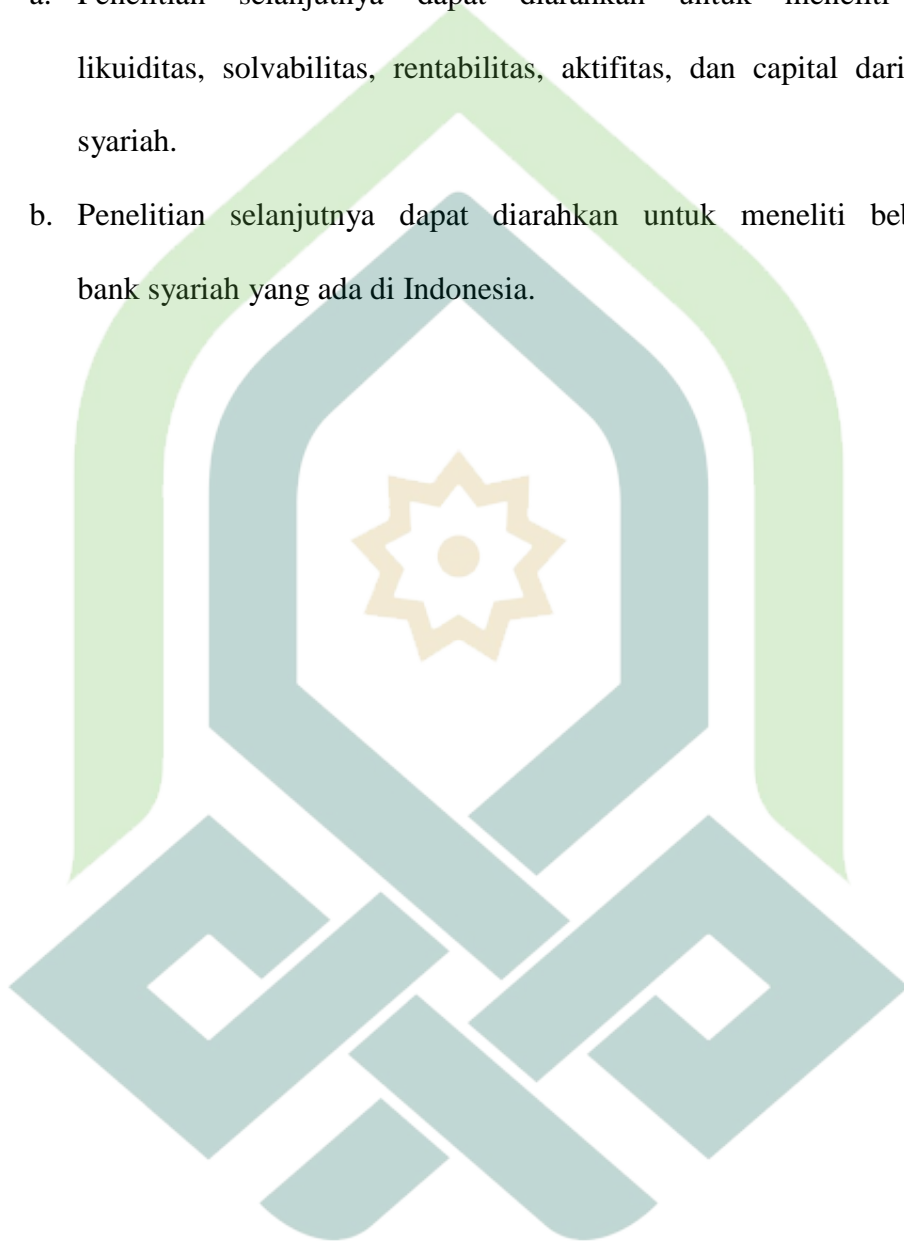 a. Penelitian selanjutnya dapat diarahkan untuk meneliti
likuiditas, solvabilitas, rentabilitas, aktifitas, dan capital dari
syariah.
b. Penelitian selanjutnya dapat diarahkan untuk meneliti
bank syariah yang ada di Indonesia.